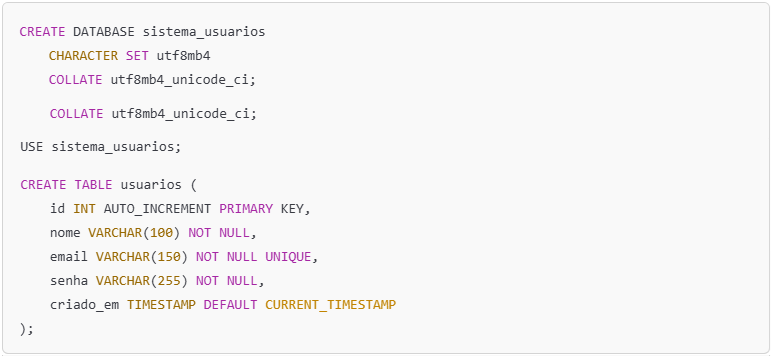 CREATE DATABASE sistema_usuarios
    CHARACTER SET utf8mb4
    COLLATE utf8mb4_unicode_ci;
    COLLATE utf8mb4_unicode_ci;
USE sistema_usuarios;
CREATE TABLE usuarios (
    id INT AUTO_INCREMENT PRIMARY KEY,
    nome VARCHAR(100) NOT NULL,
    email VARCHAR(150) NOT NULL UNIQUE,
    senha VARCHAR(255) NOT NULL,
    criado_em TIMESTAMP DEFAULT CURRENT_TIMESTAMP
);